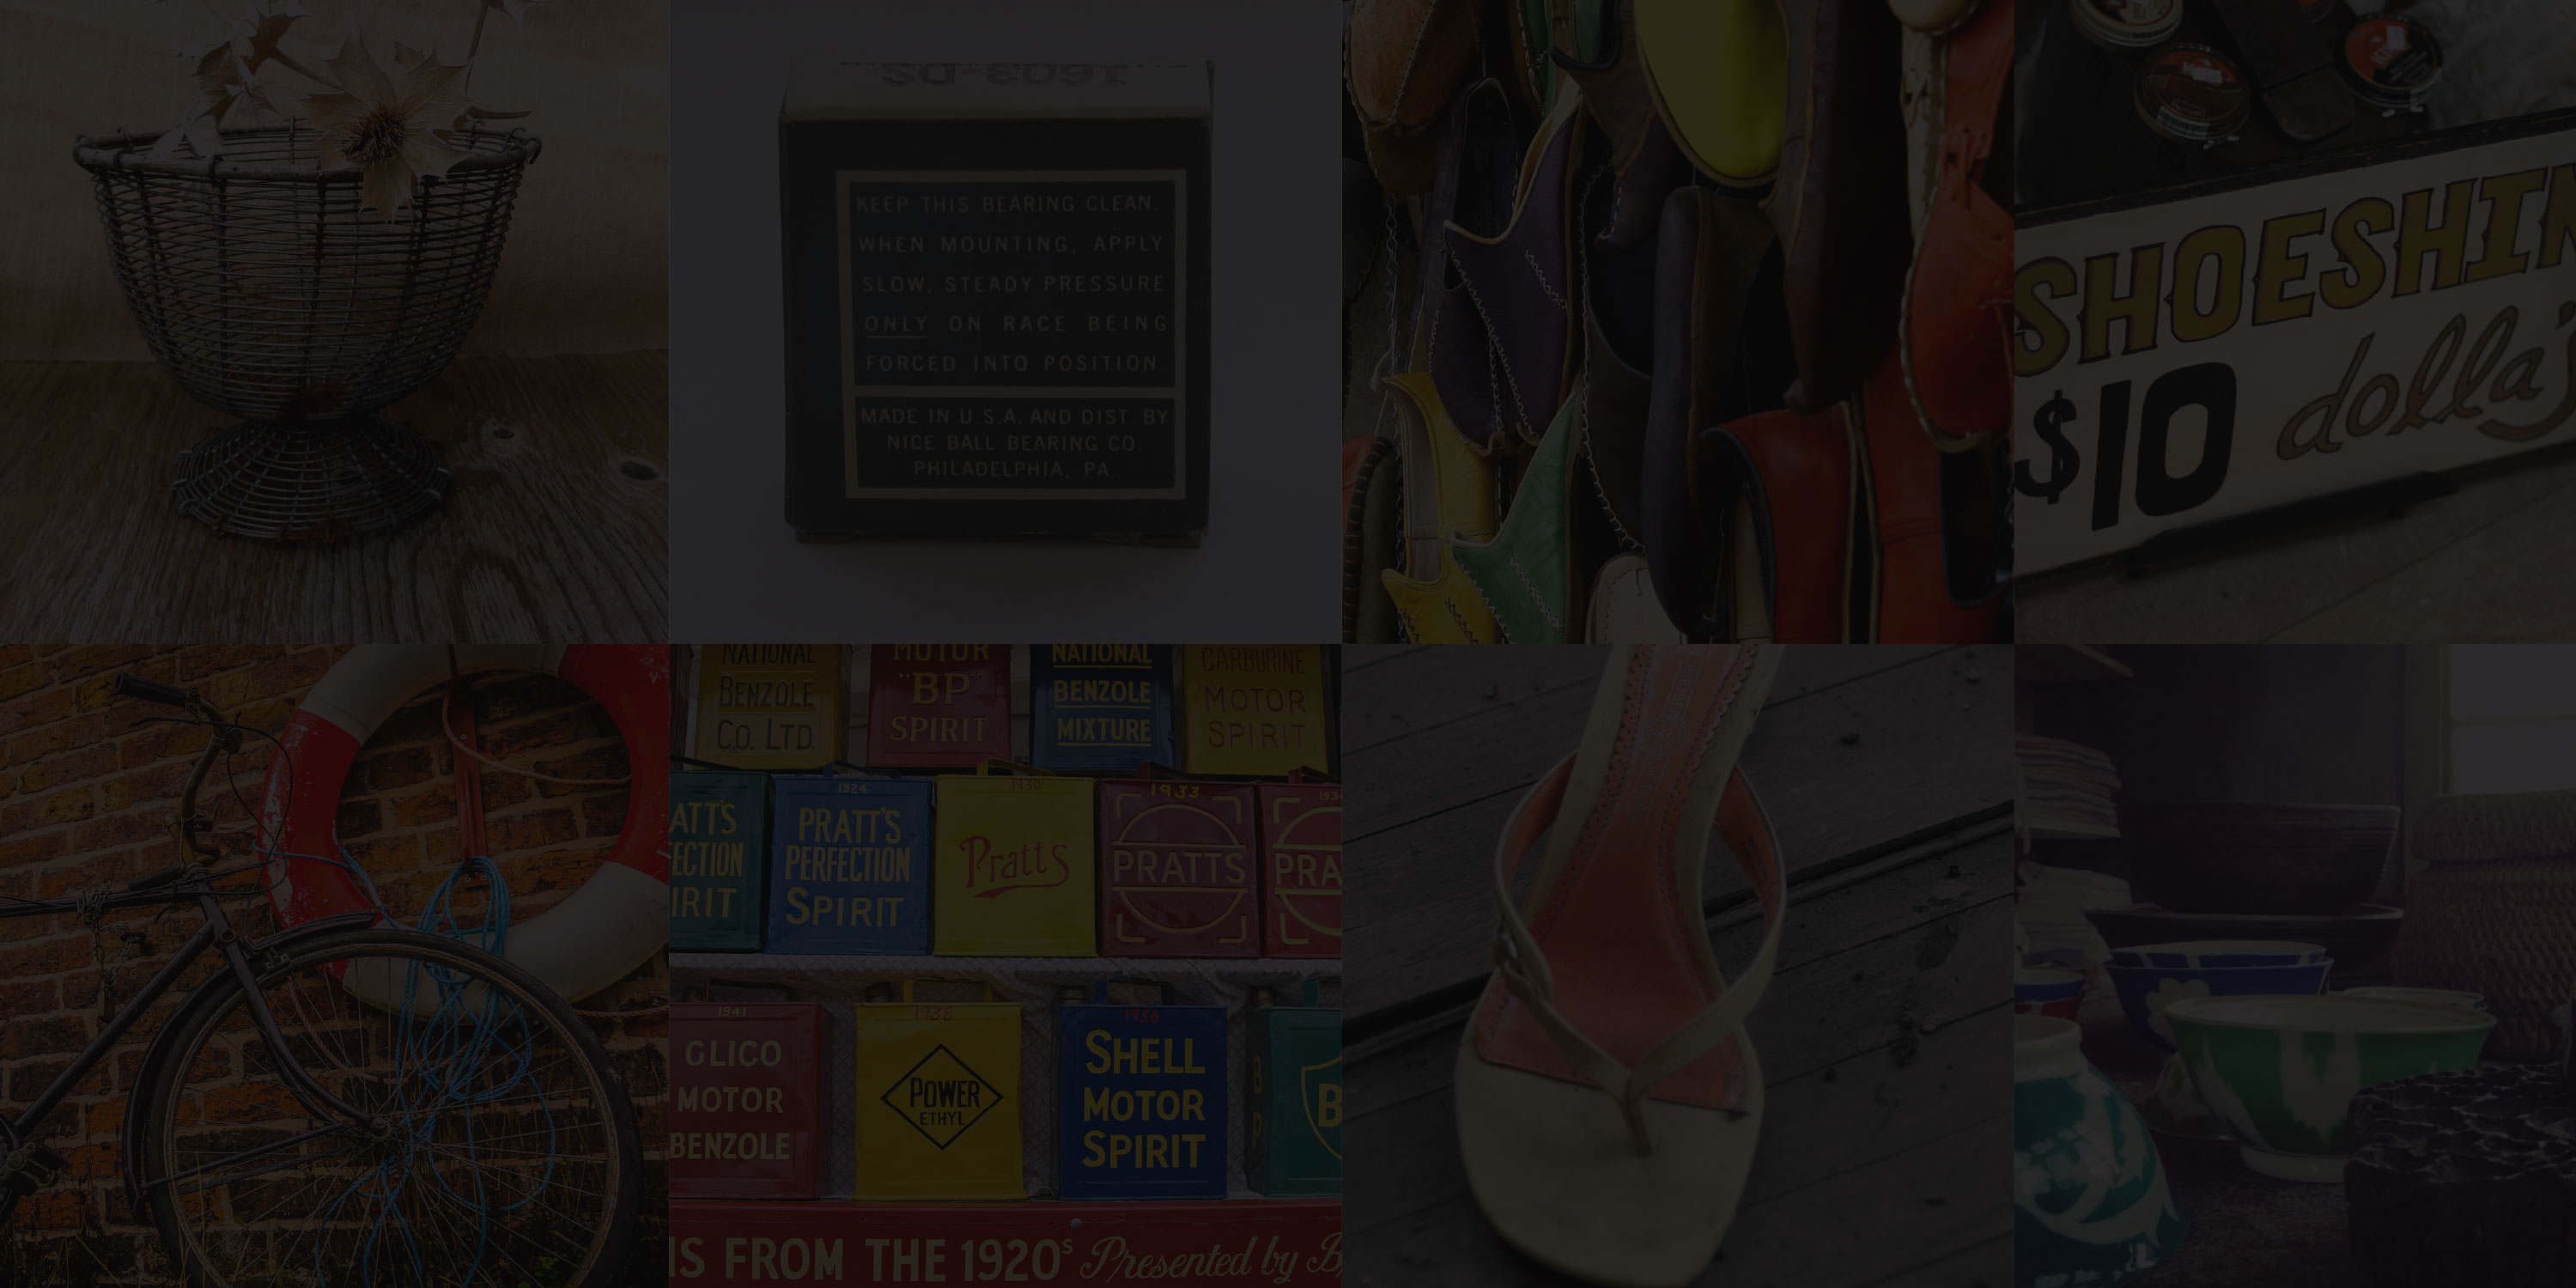 1603-DS
KEEP THIS BEARING CLEAN.
WHEN MOUNTING, APPLY
SLOW, STEADY PRESSURE
ONLY ON RACE BEING
FORCED INTO POSITION.
MADE IN U.S.A. AND DIST. BY
NICE BALL BEARING CO.
PHILADELPHIA, PA.
SHOESHIN
$10 dolla's
NATIONAL
BENZOLE
CO. LTD.
MOTOR
"BP"
SPIRIT
NATIONAL
BENZOLE
MIXTURE
CARBURINE
MOTOR
SPIRIT
ATT'S
ECTION
IRIT
1924
PRATT'S
PERFECTION
SPIRIT
1930
Pratts
1933
PRATTS
193
PRA
1941
GLICO
MOTOR
BENZOLE
1938
POWER
ETHYL
1936
SHELL
MOTOR
SPIRIT
BP
B
IS FROM THE 1920s Presented by B